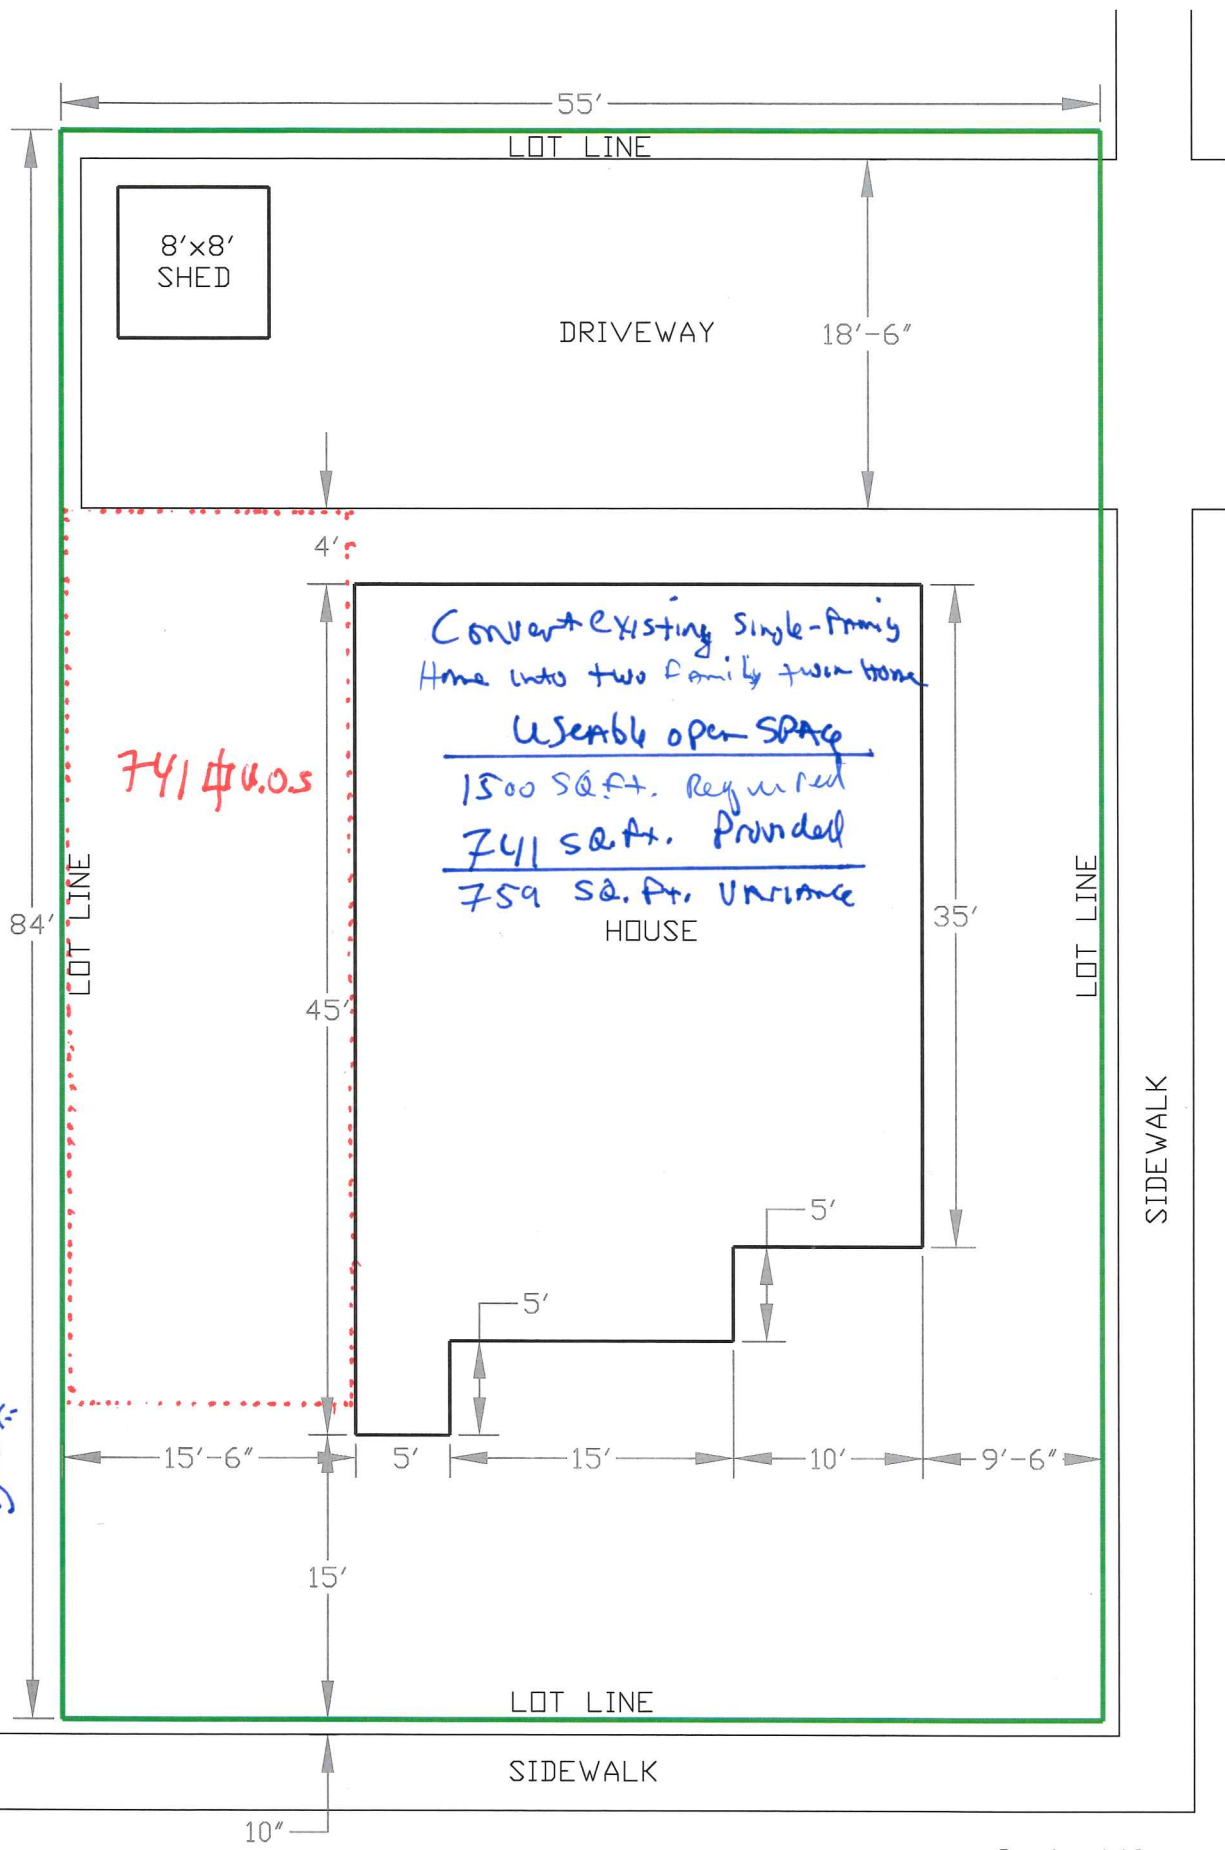 55'
LOT LINE
8'x8'
SHED
DRIVEWAY
18'-6"
4'
Convert existing Single-Family
Home into two Family twin Home
Useable open SPACe
1500 SQ.ft. Required
741 SQ.ft. Provided
759 SQ. Ft. VARIANCe
741 U.O.S
HOUSE
LOT LINE
84'
35'
LOT LINE
45'
SIDEWALK
5'
5'
15'-6"
5'
15'
10'
9'-6"
15'
LOT LINE
SIDEWALK
10"